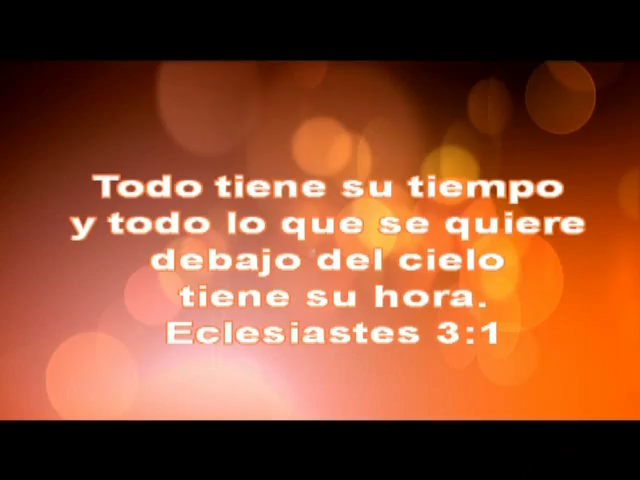 Todo tiene su tiempo
y todo lo que se quiere
debajo del cielo
tiene su hora.
Eclesiastes 3:1